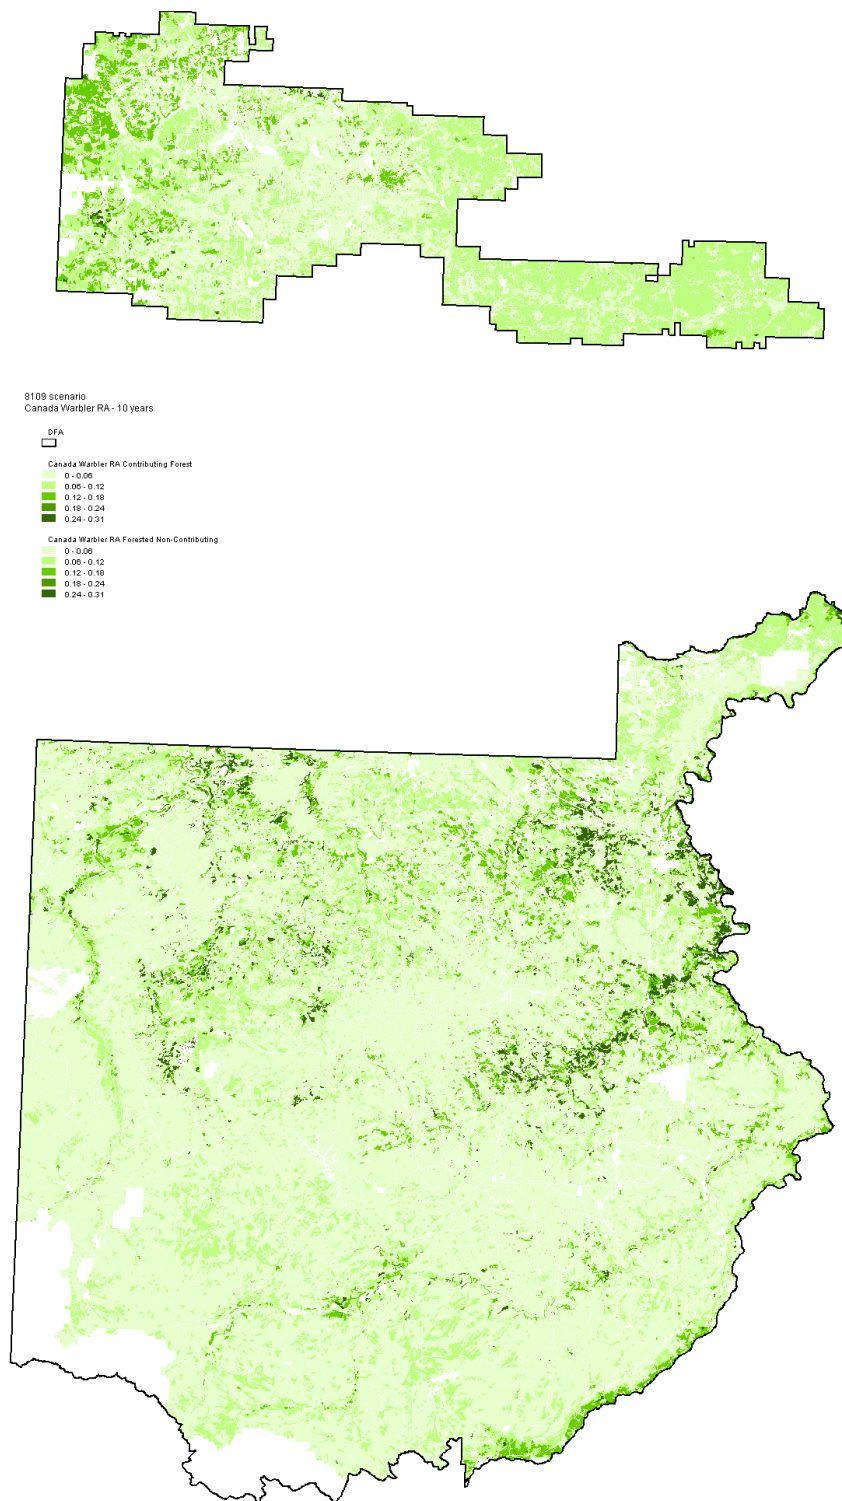 8109 scenario
Canada Warbler RA - 10 years
DFA
Canada Warbler RA Contributing Forest
0 - 0.06
0.06 - 0.12
0.12 - 0.18
0.18 - 0.24
0.24 - 0.31
Canada Warbler RA Forested Non-Contributing
0 - 0.06
0.06 - 0.12
0.12 - 0.18
0.18 - 0.24
0.24 - 0.31